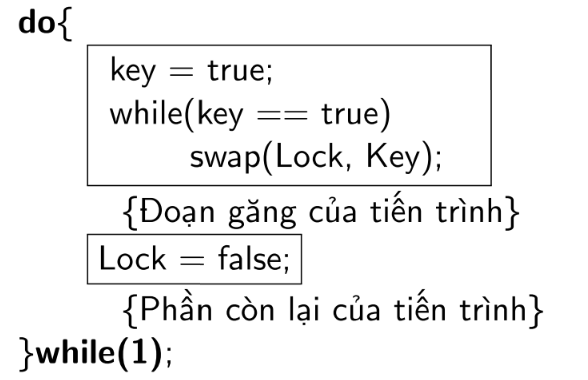 do{
key = true;
while(key == true)
swap(Lock, Key);
{Đoạn găng của tiến trình}
Lock = false;
{Phần còn lại của tiến trình}
}while(1);